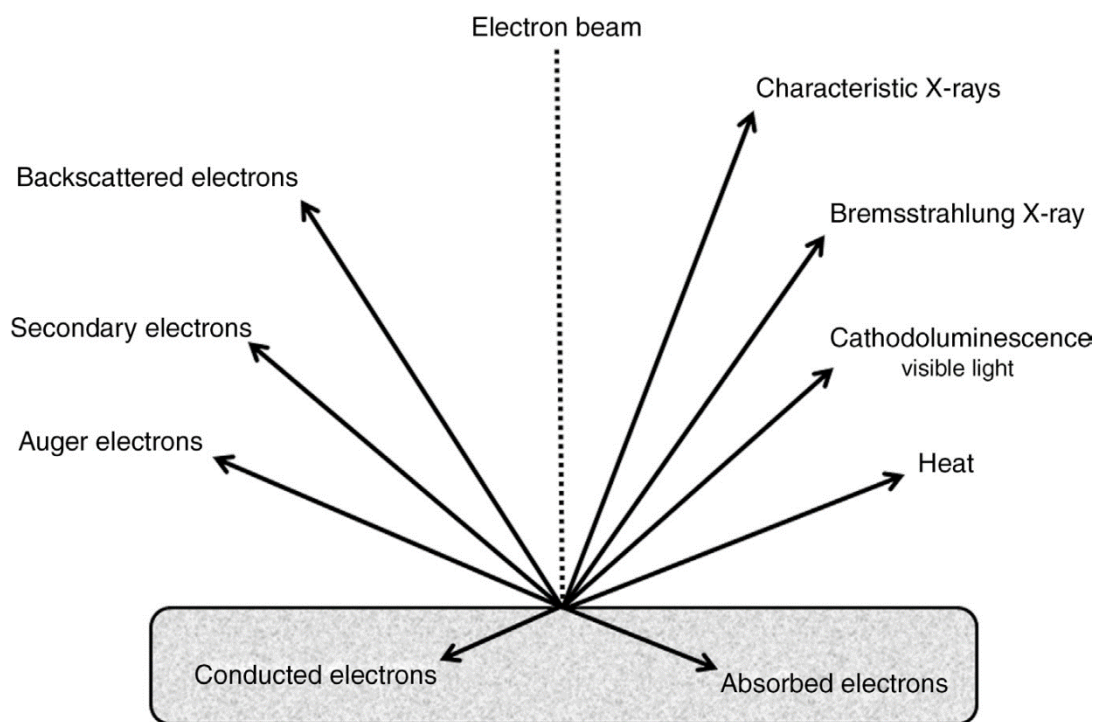 Electron beam
Characteristic X-rays
Backscattered electrons
Bremsstrahlung X-ray
Secondary electrons
Cathodoluminescence
visible light
Auger electrons
Heat
Conducted electrons
Absorbed electrons